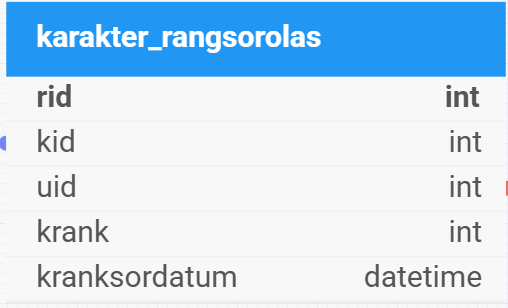 karakter_rangsorolas
rid int
kid int
uid int
krank int
kranksordatum datetime